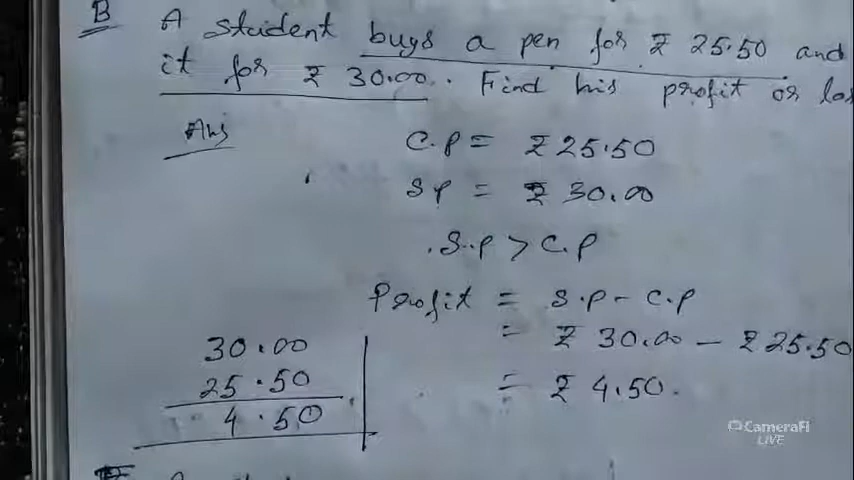 B A student buys a pen for ₹ 25.50 and
it for ₹ 30.00. Find his profit or los
Ans
C.P = ₹ 25.50
S P = ₹ 30.00
S.P > C.P
Profit = S.P - C.P
= ₹ 30.00 - ₹ 25.50
= ₹ 4.50.
30.00
25.50
4.50
CameraFi
LIVE